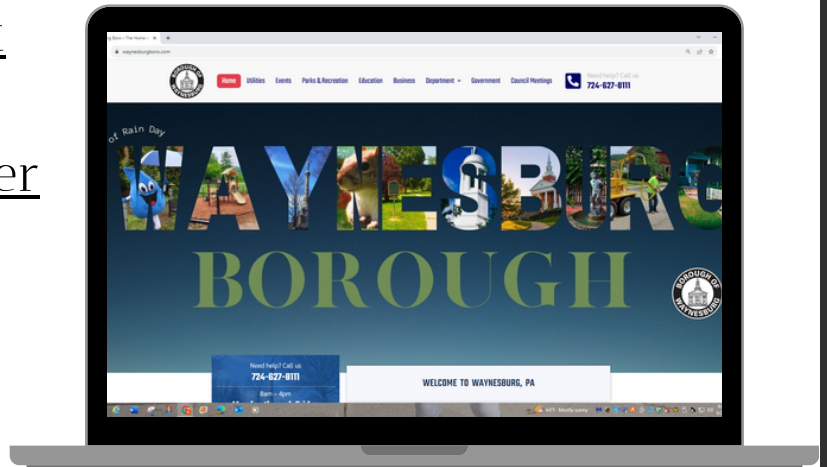 er
waynesburgboro.com
BOROUGH OF WAYNESBURG
Home Utilities Events Parks & Recreation Education Business Department Government Council Meetings
Need help? Call us
724-627-8111
of Rain Day
WAYNESBURG
BOROUGH
BOROUGH OF WAYNESBURG
Need help? Call us
724-627-8111
8am – 4pm
WELCOME TO WAYNESBURG, PA
Mostly sunny